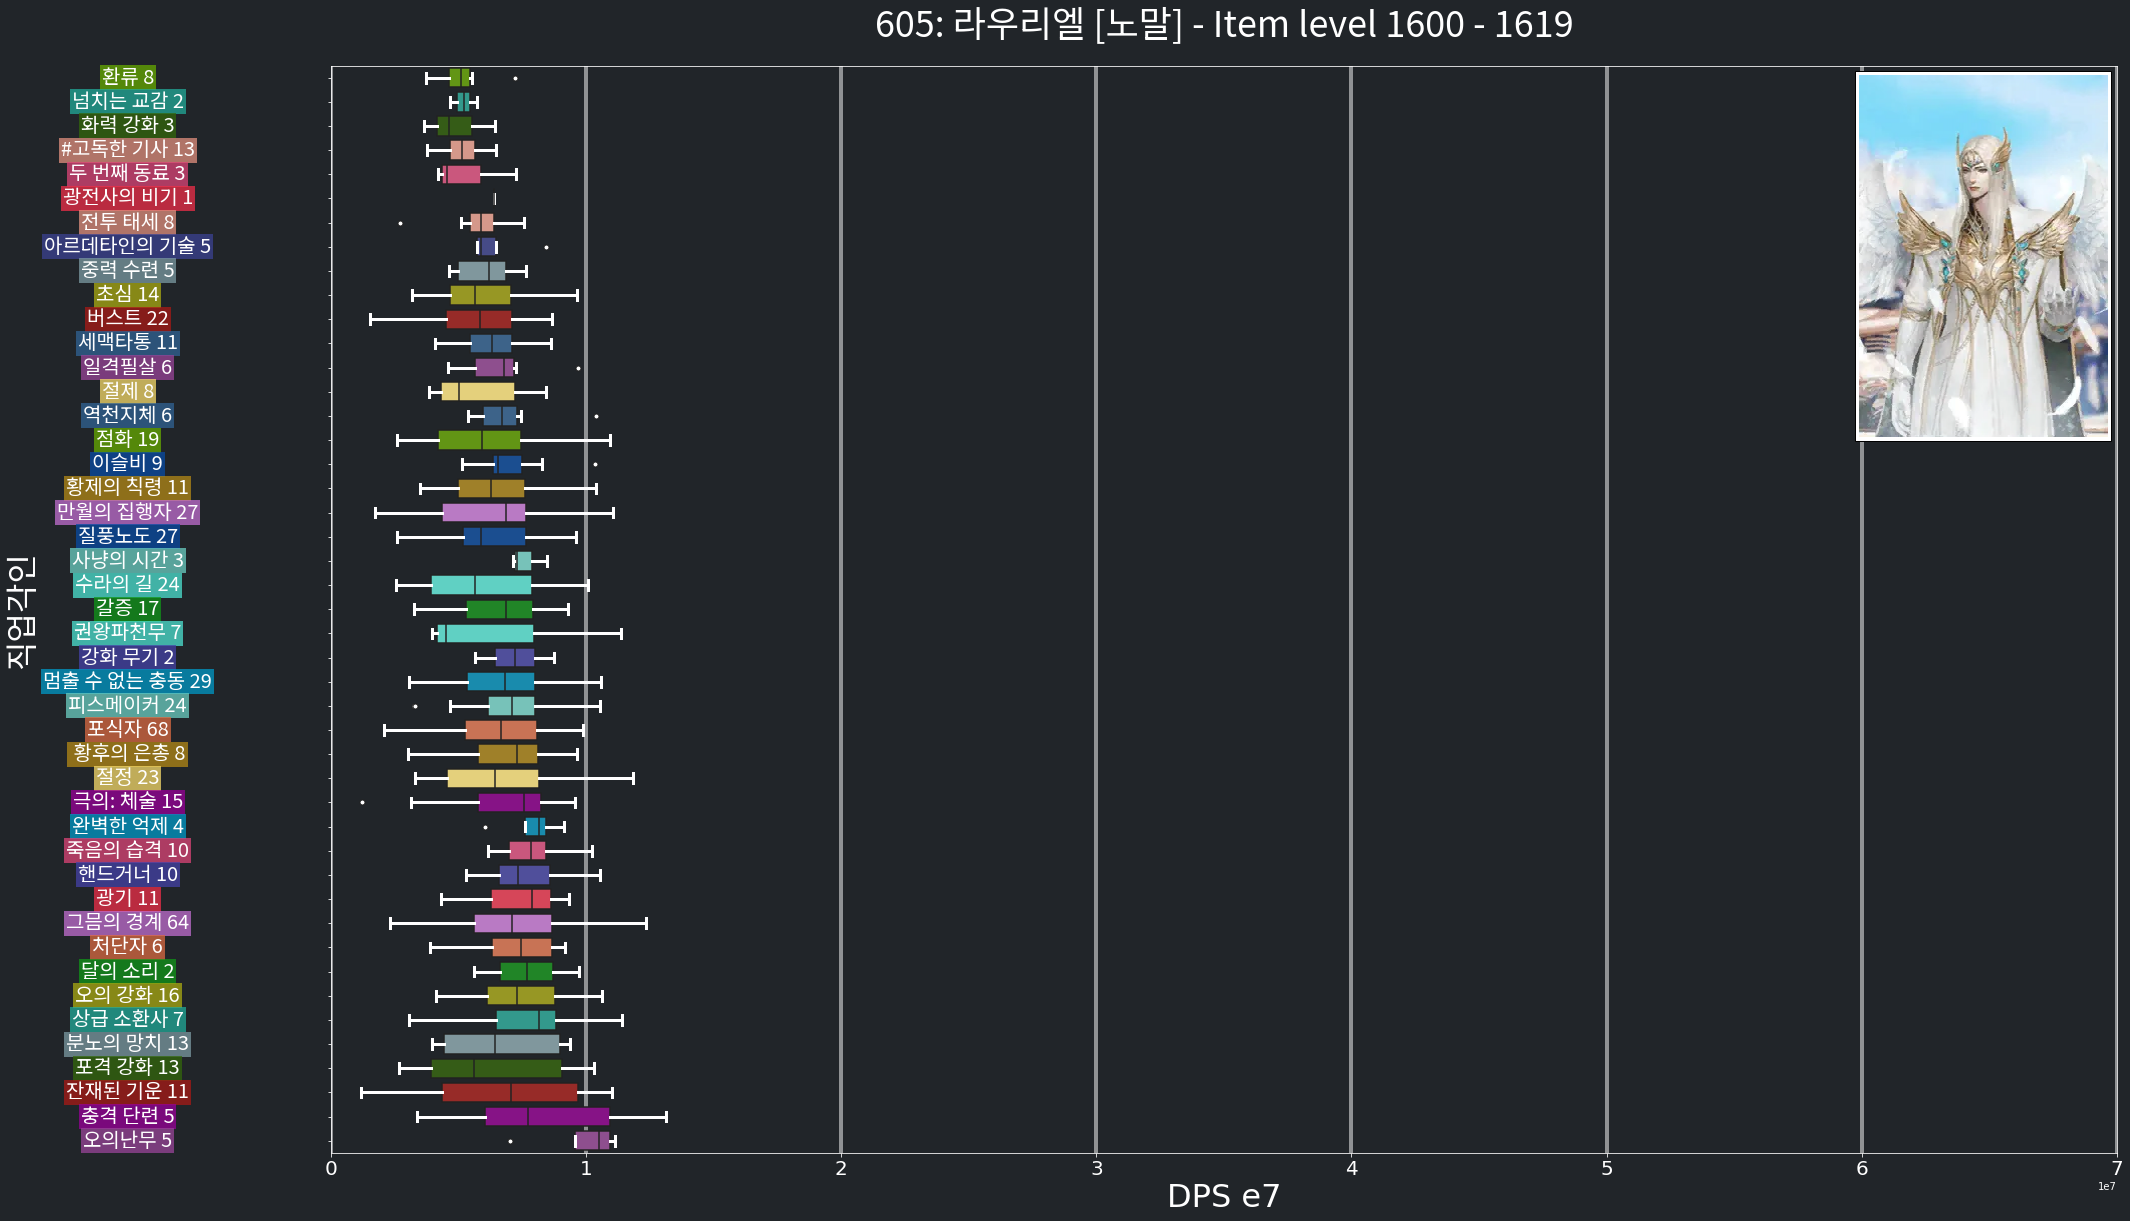 605: 라우리엘 [노말] - Item level 1600 - 1619
직업각인
환류 8
넘치는 교감 2
화력 강화 3
#고독한 기사 13
두 번째 동료 3
광전사의 비기 1
전투 태세 8
아르데타인의 기술 5
중력 수련 5
초심 14
버스트 22
세맥타통 11
일격필살 6
절제 8
역천지체 6
점화 19
이슬비 9
황제의 칙령 11
만월의 집행자 27
질풍노도 27
사냥의 시간 3
수라의 길 24
갈증 17
권왕파천무 7
강화 무기 2
멈출 수 없는 충동 29
피스메이커 24
포식자 68
황후의 은총 8
절정 23
극의: 체술 15
완벽한 억제 4
죽음의 습격 10
핸드거너 10
광기 11
그믐의 경계 64
처단자 6
달의 소리 2
오의 강화 16
상급 소환사 7
분노의 망치 13
포격 강화 13
잔재된 기운 11
충격 단련 5
오의난무 5
0 1 2 3 4 5 6 7
1e7
DPS e7